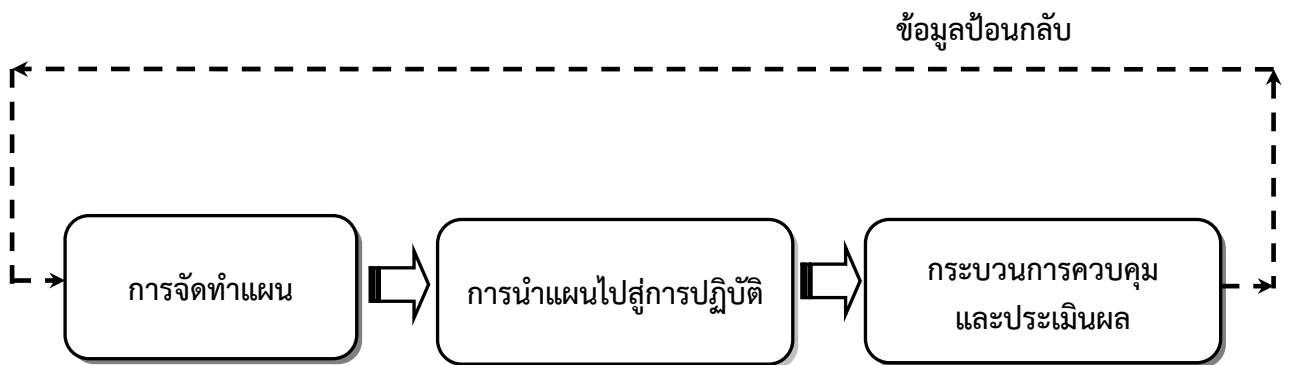 ข้อมูลป้อนกลับ
การจัดทำแผน
การนำแผนไปสู่การปฏิบัติ
กระบวนการควบคุม
และประเมินผล